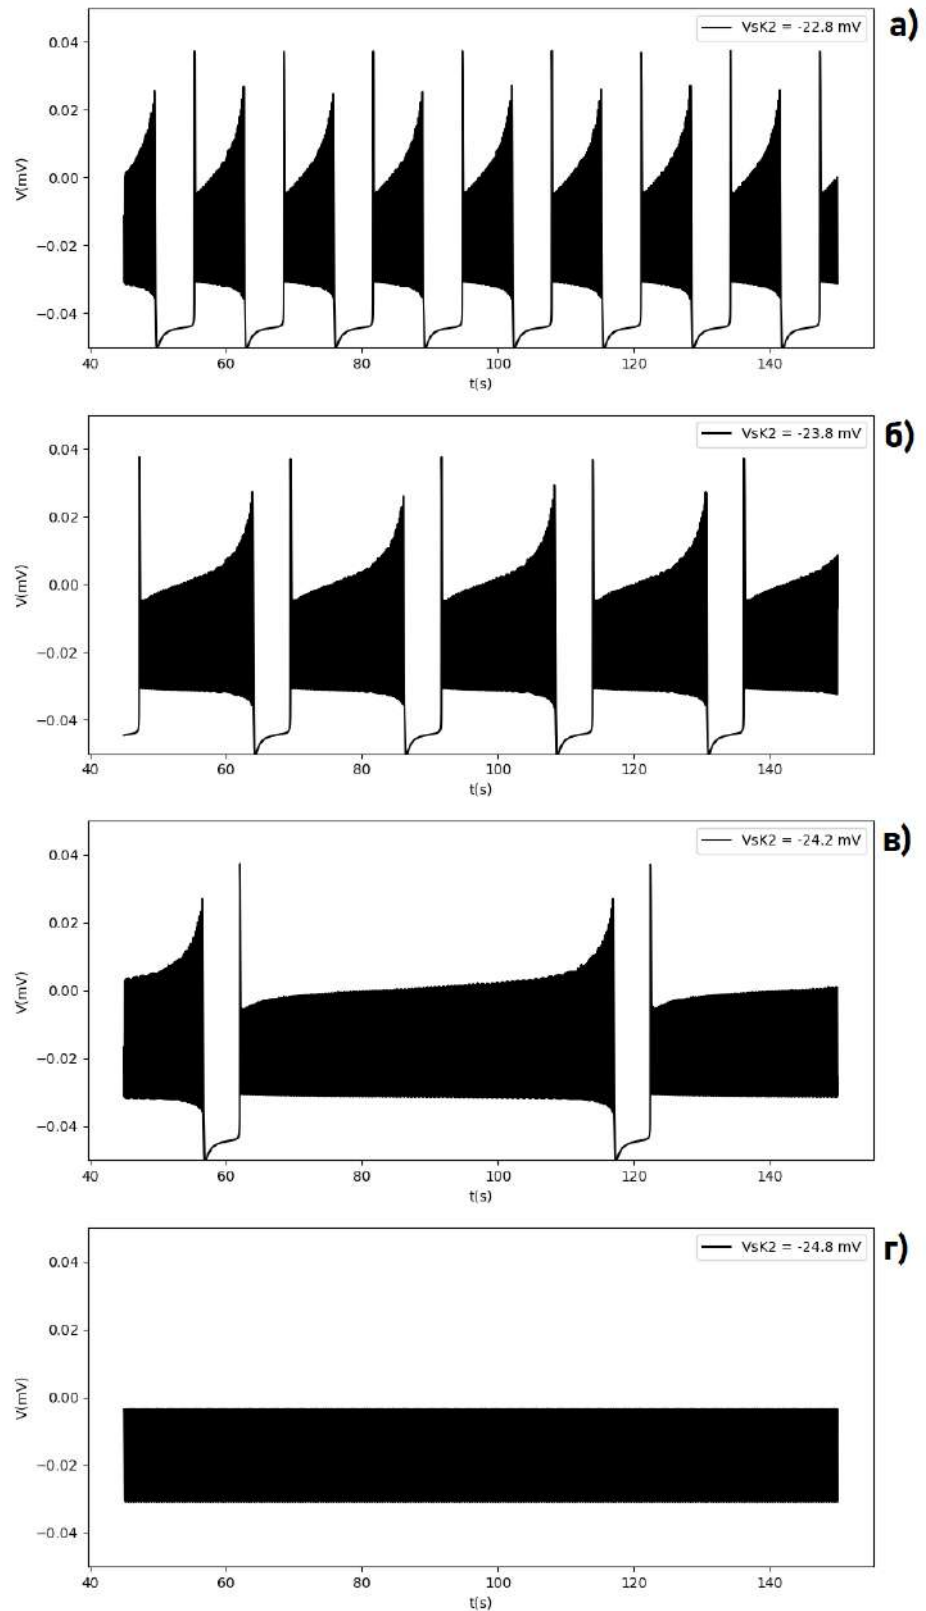 а)
VsK2 = -22.8 mV
0.04
0.02
0.00
−0.02
−0.04
V(mV)
40 60 80 100 120 140
t(s)
б)
VsK2 = -23.8 mV
0.04
0.02
0.00
−0.02
−0.04
V(mV)
40 60 80 100 120 140
t(s)
в)
VsK2 = -24.2 mV
0.04
0.02
0.00
−0.02
−0.04
V(mV)
40 60 80 100 120 140
t(s)
г)
VsK2 = -24.8 mV
0.04
0.02
0.00
−0.02
−0.04
V(mV)
40 60 80 100 120 140
t(s)